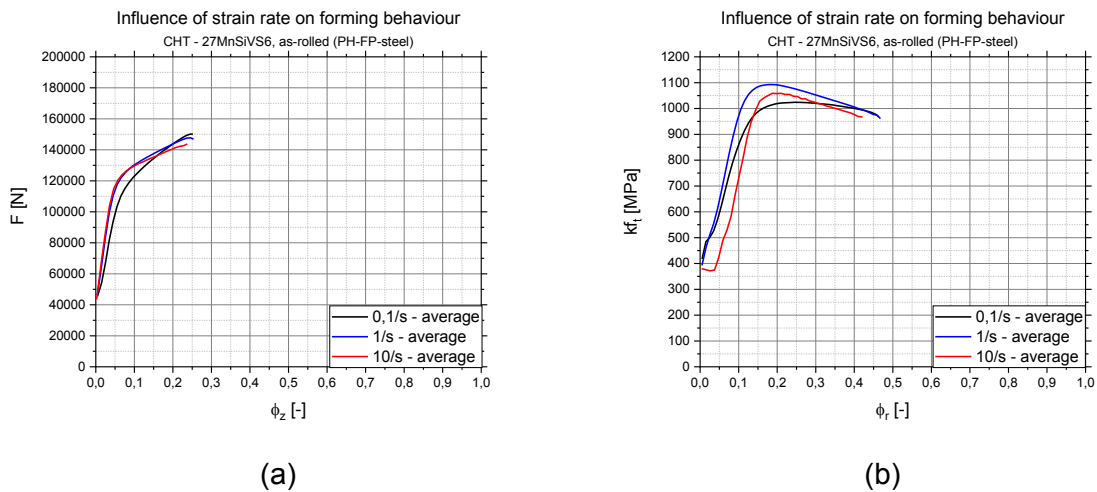 Influence of strain rate on forming behaviour
CHT - 27MnSiVS6, as-rolled (PH-FP-steel)
200000
180000
160000
140000
120000
100000
80000
60000
40000
20000
0
F [N]
0,1/s - average
1/s - average
10/s - average
0,0 0,1 0,2 0,3 0,4 0,5 0,6 0,7 0,8 0,9 1,0
ϕz [-]
(a)
Influence of strain rate on forming behaviour
CHT - 27MnSiVS6, as-rolled (PH-FP-steel)
1200
1100
1000
900
800
700
600
500
400
300
200
100
0
kft [MPa]
0,1/s - average
1/s - average
10/s - average
0,0 0,1 0,2 0,3 0,4 0,5 0,6 0,7 0,8 0,9 1,0
ϕr [-]
(b)